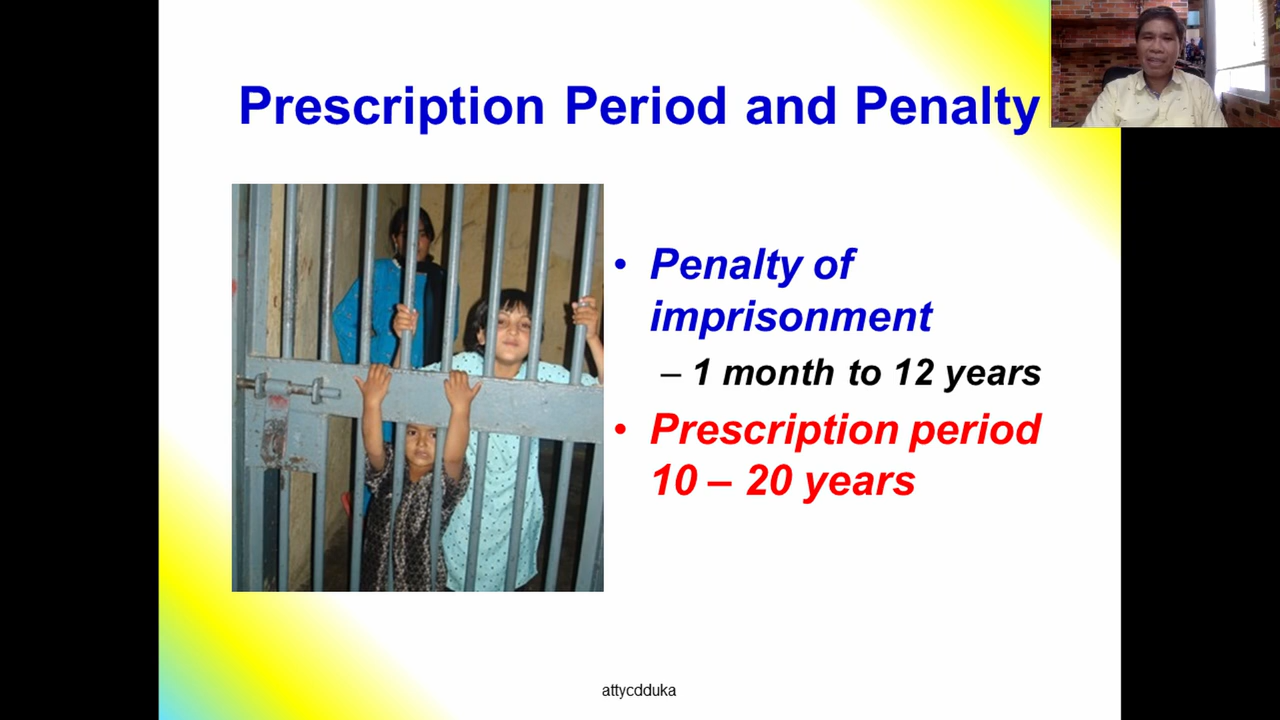 Prescription Period and Penalty
• Penalty of
imprisonment
– 1 month to 12 years
• Prescription period
10 – 20 years
attycdduka